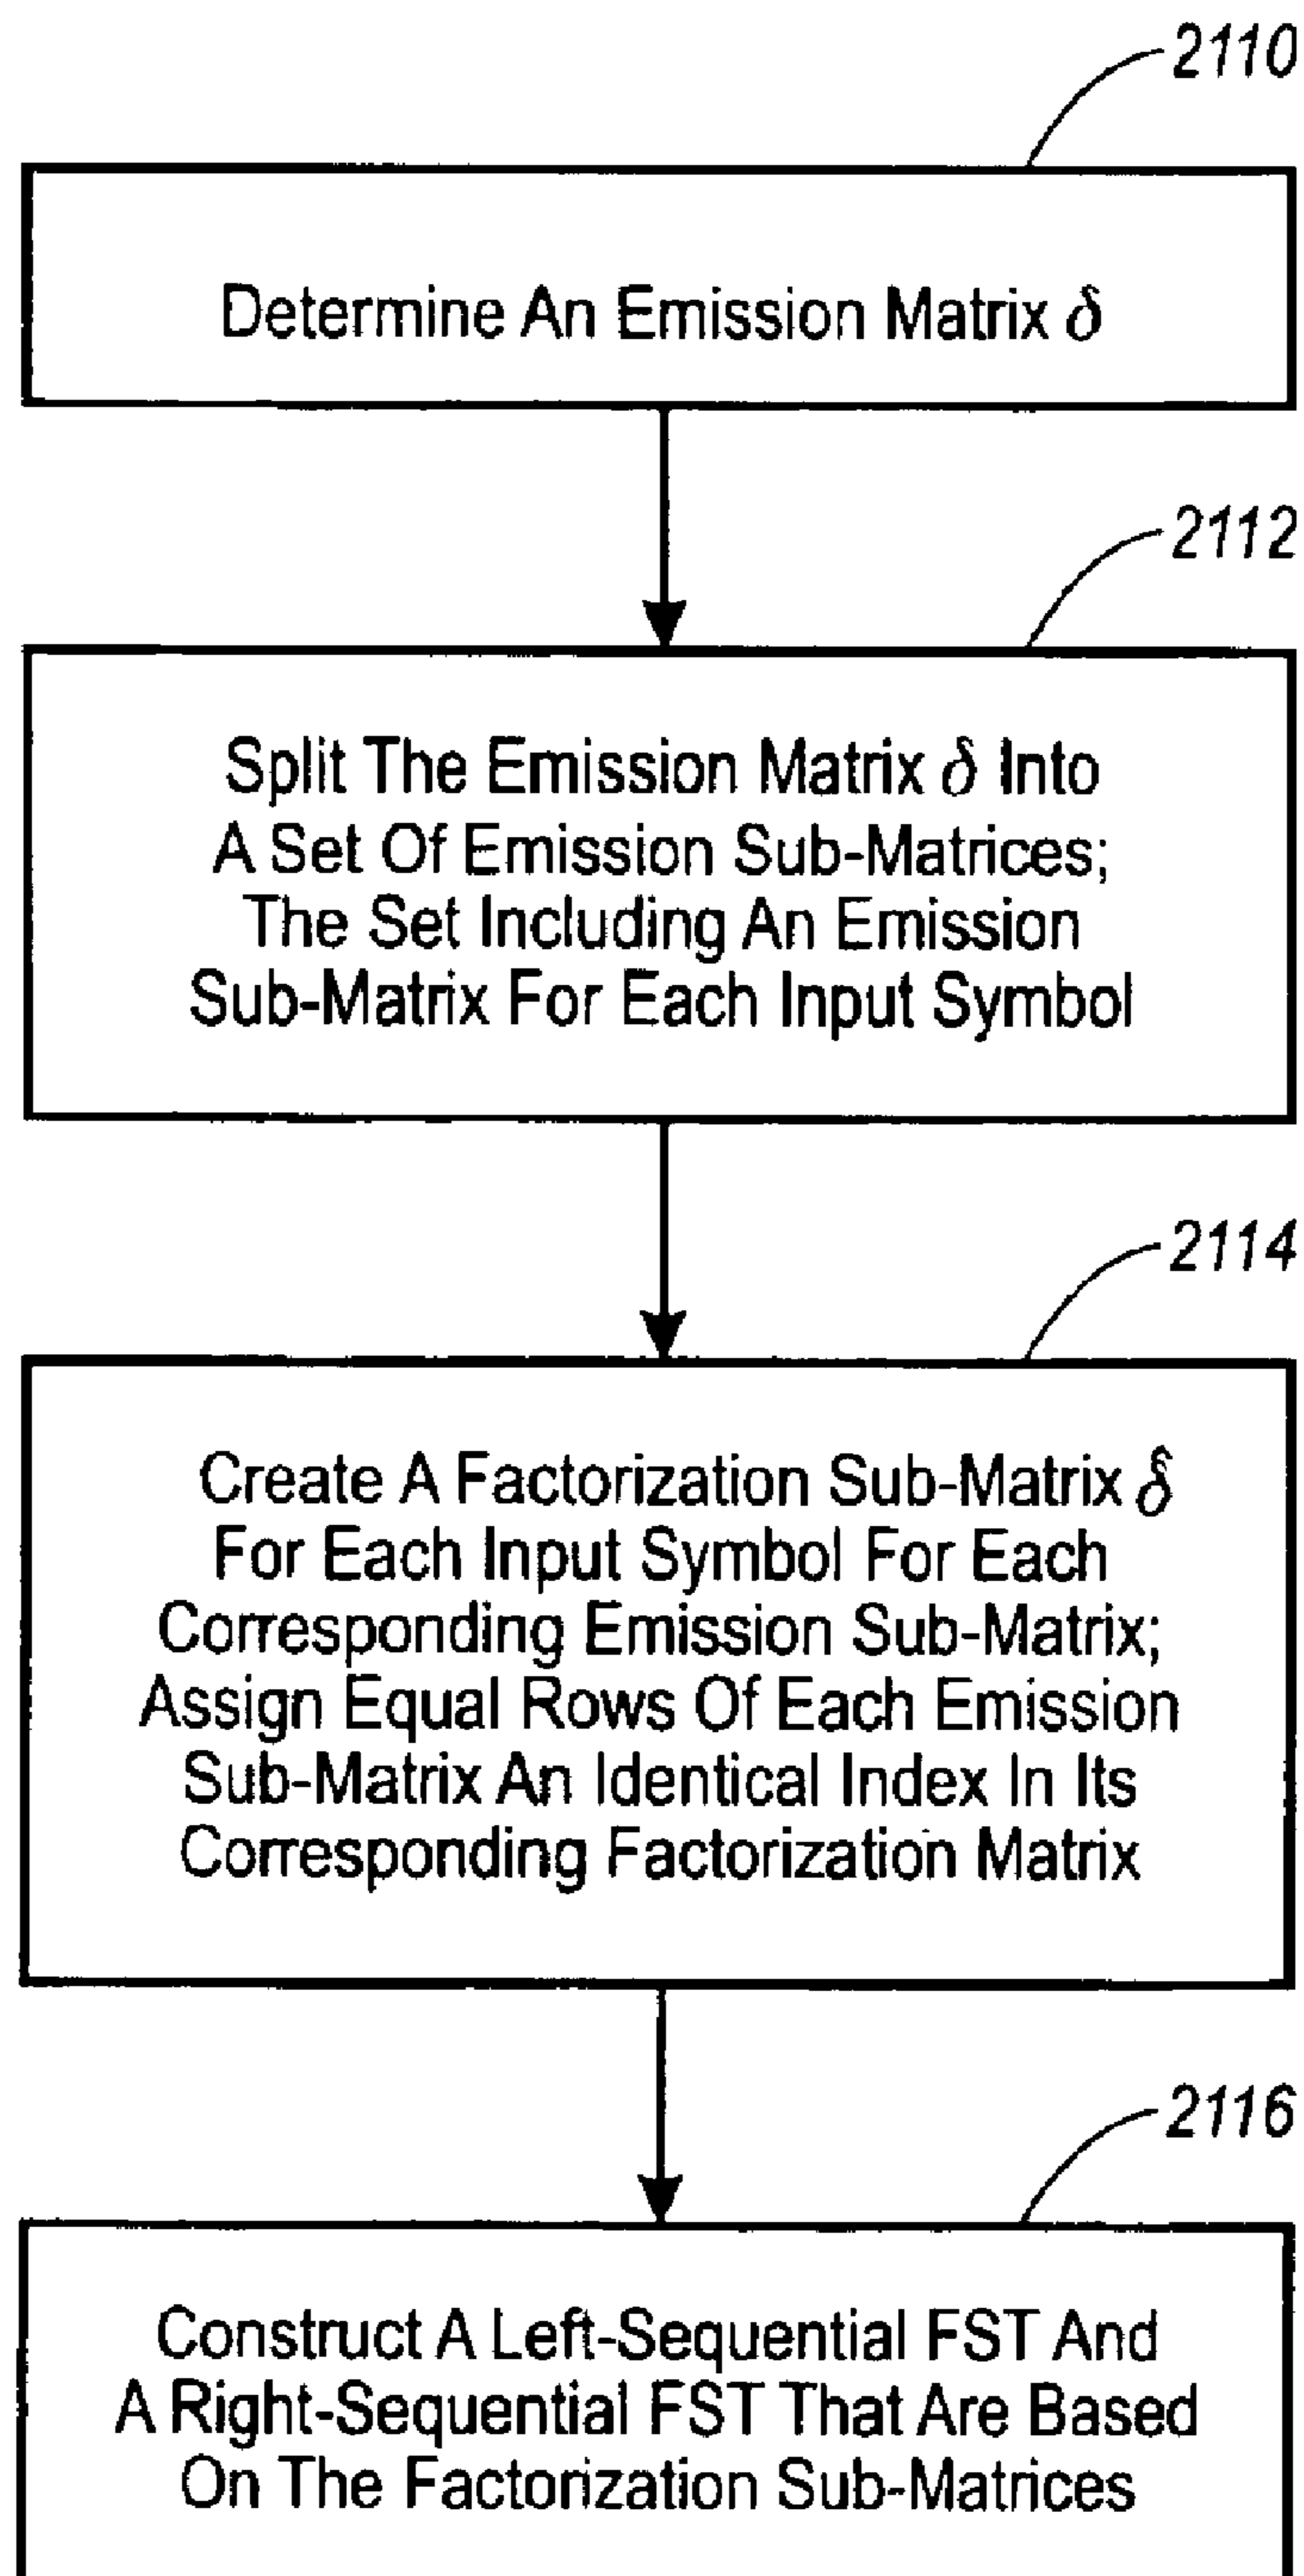 2110
Determine An Emission Matrix δ
2112
Split The Emission Matrix δ Into
A Set Of Emission Sub-Matrices;
The Set Including An Emission
Sub-Matrix For Each Input Symbol
2114
Create A Factorization Sub-Matrix δ̂
For Each Input Symbol For Each
Corresponding Emission Sub-Matrix;
Assign Equal Rows Of Each Emission
Sub-Matrix An Identical Index In Its
Corresponding Factorization Matrix
2116
Construct A Left-Sequential FST And
A Right-Sequential FST That Are Based
On The Factorization Sub-Matrices